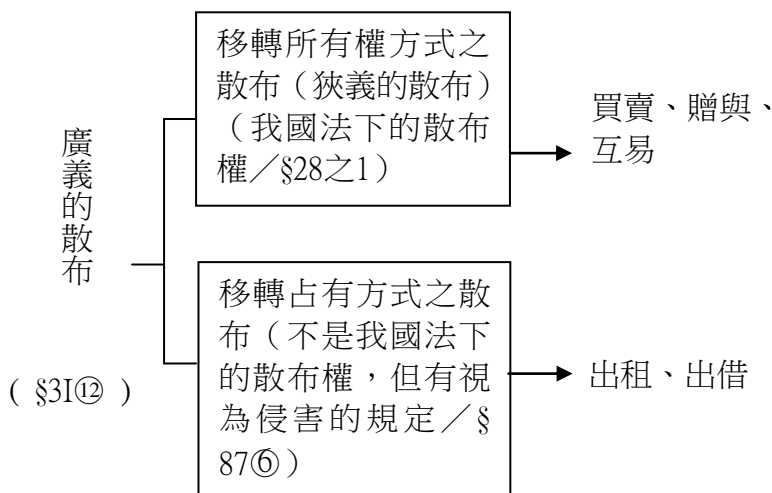 廣義的散布
( §3I⑫ )
移轉所有權方式之
散布（狹義的散布）
（我國法下的散布
權／§28之1）
買賣、贈與、
互易
移轉占有方式之散
布（不是我國法下
的散布權，但有視
為侵害的規定／§
87⑥）
出租、出借